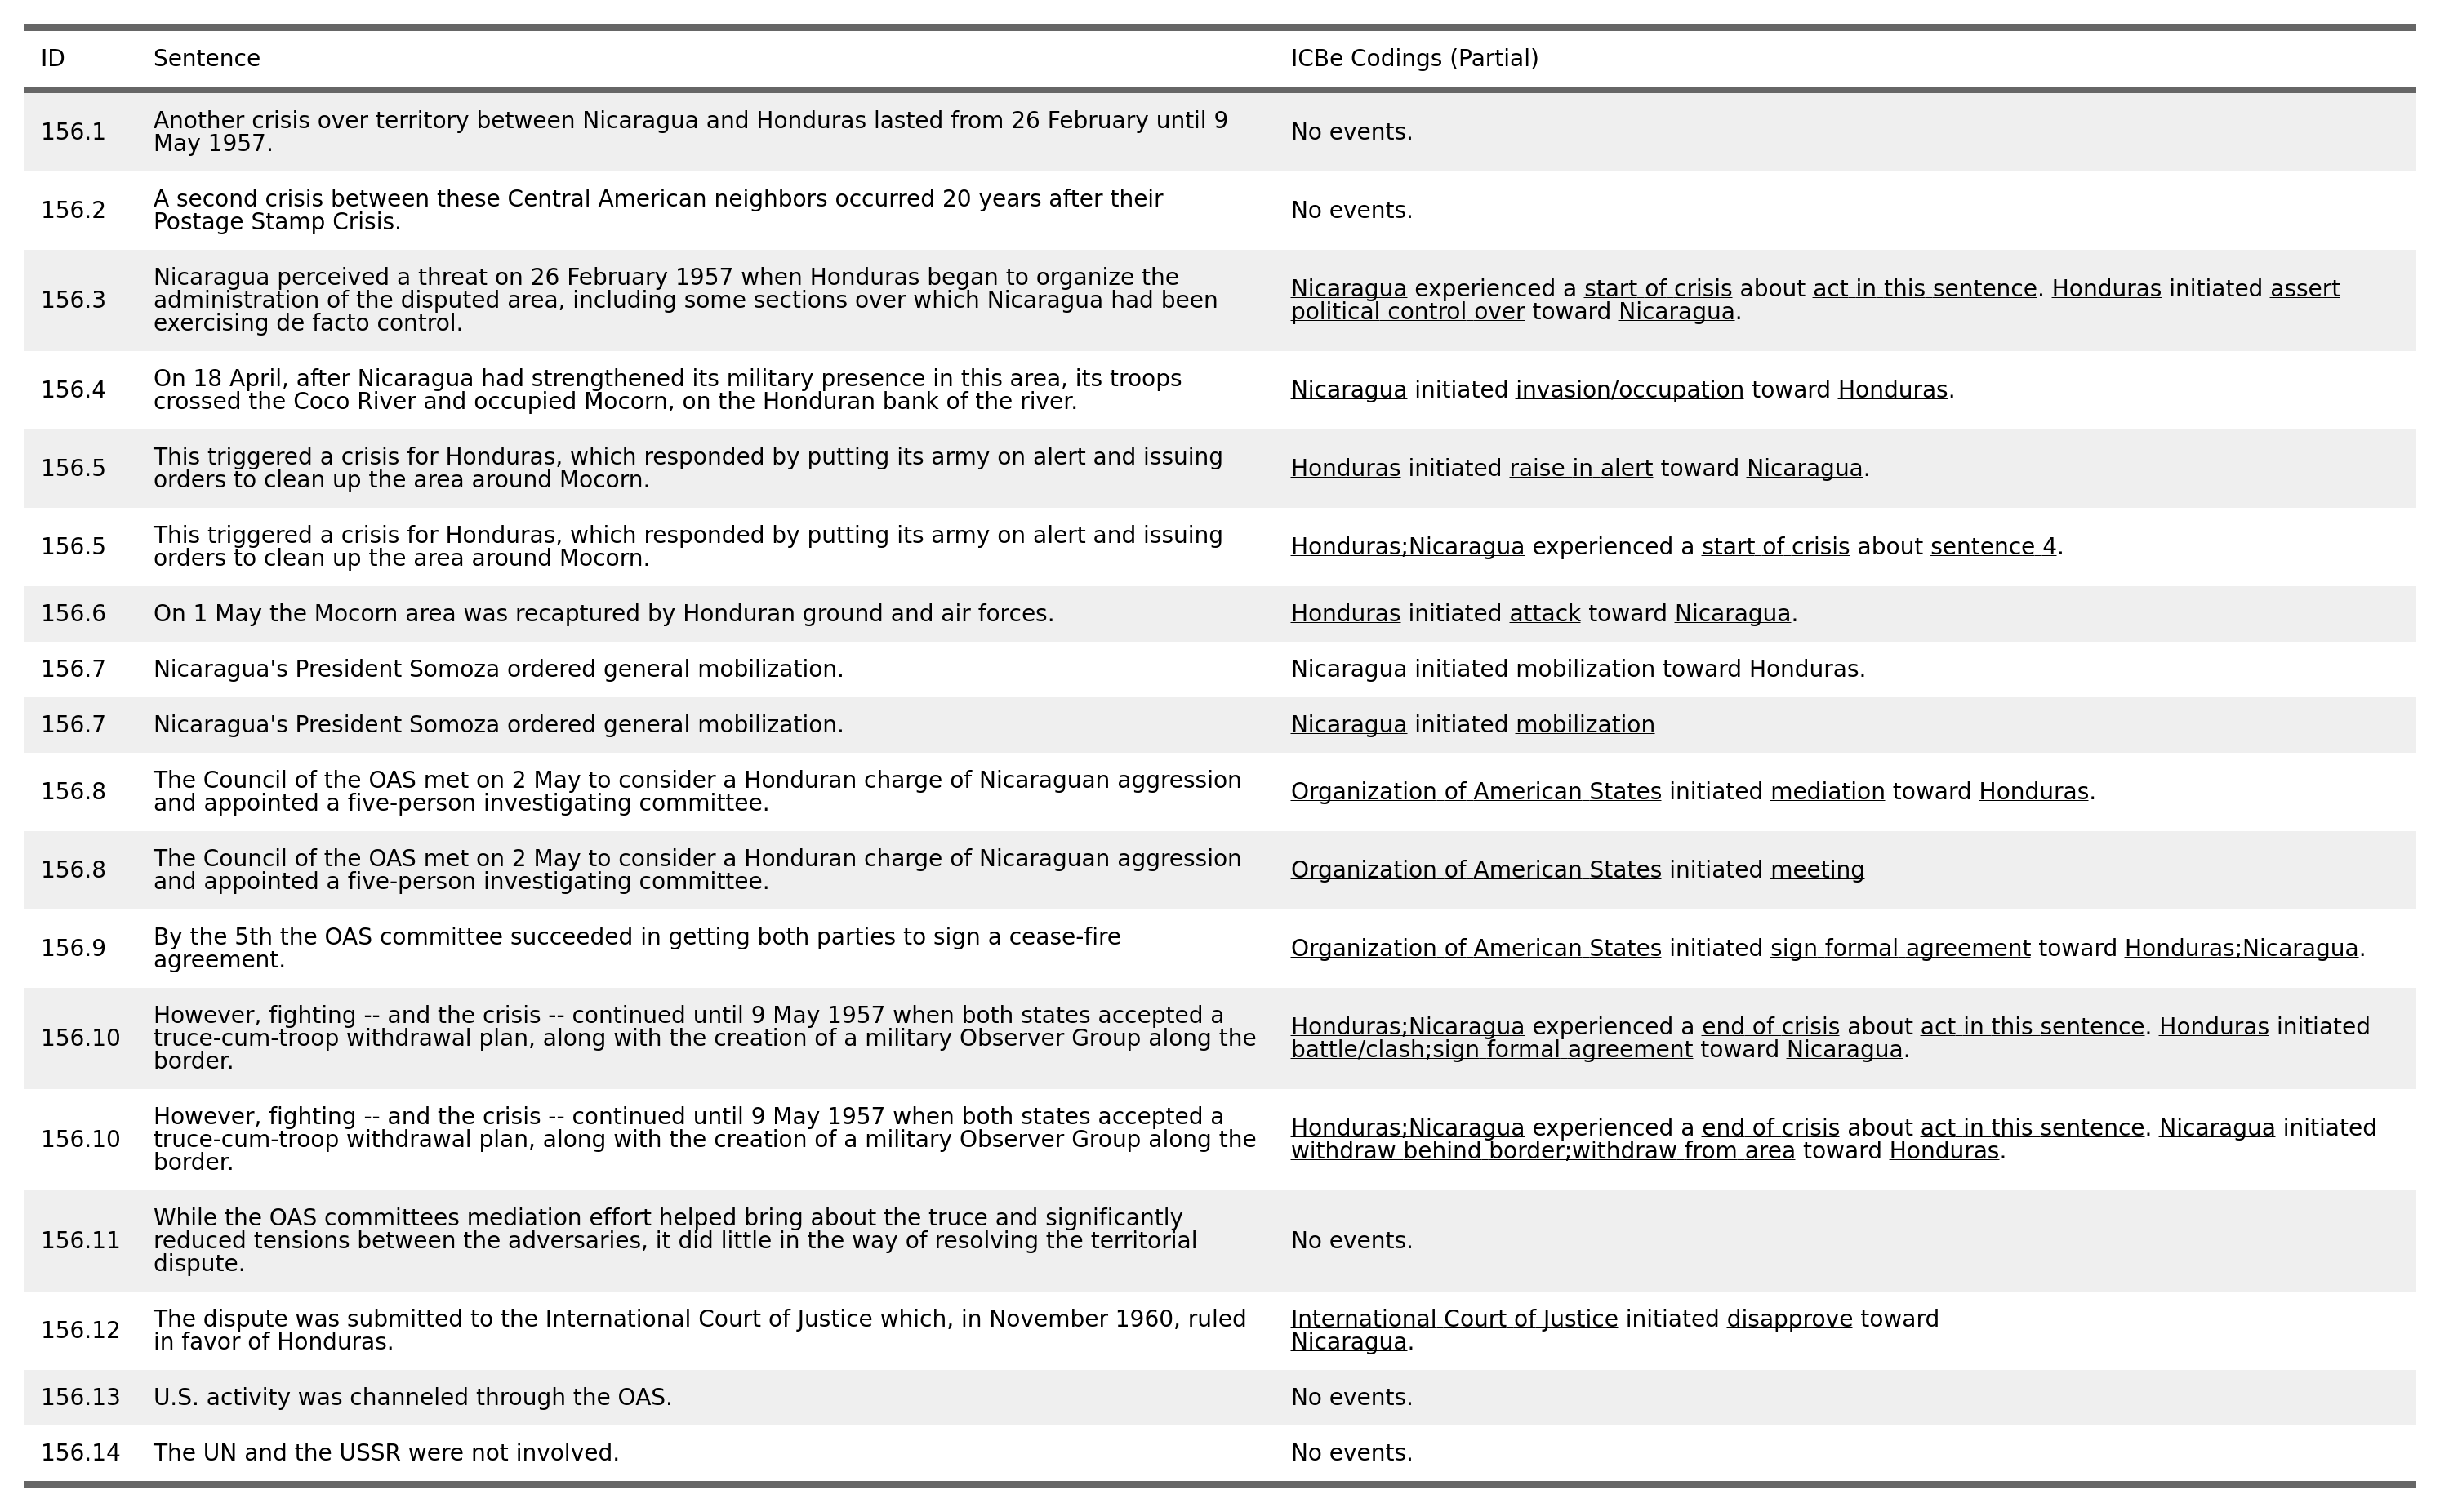 ID Sentence ICBe Codings (Partial)
156.1 Another crisis over territory between Nicaragua and Honduras lasted from 26 February until 9
May 1957.
No events.
156.2 A second crisis between these Central American neighbors occurred 20 years after their
Postage Stamp Crisis.
No events.
156.3 Nicaragua perceived a threat on 26 February 1957 when Honduras began to organize the
administration of the disputed area, including some sections over which Nicaragua had been
exercising de facto control.
Nicaragua experienced a start of crisis about act in this sentence. Honduras initiated assert
political control over toward Nicaragua.
156.4 On 18 April, after Nicaragua had strengthened its military presence in this area, its troops
crossed the Coco River and occupied Mocorn, on the Honduran bank of the river.
Nicaragua initiated invasion/occupation toward Honduras.
156.5 This triggered a crisis for Honduras, which responded by putting its army on alert and issuing
orders to clean up the area around Mocorn.
Honduras initiated raise in alert toward Nicaragua.
156.5 This triggered a crisis for Honduras, which responded by putting its army on alert and issuing
orders to clean up the area around Mocorn.
Honduras;Nicaragua experienced a start of crisis about sentence 4.
156.6 On 1 May the Mocorn area was recaptured by Honduran ground and air forces.
Honduras initiated attack toward Nicaragua.
156.7 Nicaragua's President Somoza ordered general mobilization.
Nicaragua initiated mobilization toward Honduras.
156.7 Nicaragua's President Somoza ordered general mobilization.
Nicaragua initiated mobilization
156.8 The Council of the OAS met on 2 May to consider a Honduran charge of Nicaraguan aggression
and appointed a five-person investigating committee.
Organization of American States initiated mediation toward Honduras.
156.8 The Council of the OAS met on 2 May to consider a Honduran charge of Nicaraguan aggression
and appointed a five-person investigating committee.
Organization of American States initiated meeting
156.9 By the 5th the OAS committee succeeded in getting both parties to sign a cease-fire
agreement.
Organization of American States initiated sign formal agreement toward Honduras;Nicaragua.
156.10 However, fighting -- and the crisis -- continued until 9 May 1957 when both states accepted a
truce-cum-troop withdrawal plan, along with the creation of a military Observer Group along the
border.
Honduras;Nicaragua experienced a end of crisis about act in this sentence. Honduras initiated
battle/clash;sign formal agreement toward Nicaragua.
156.10 However, fighting -- and the crisis -- continued until 9 May 1957 when both states accepted a
truce-cum-troop withdrawal plan, along with the creation of a military Observer Group along the
border.
Honduras;Nicaragua experienced a end of crisis about act in this sentence. Nicaragua initiated
withdraw behind border;withdraw from area toward Honduras.
156.11 While the OAS committees mediation effort helped bring about the truce and significantly
reduced tensions between the adversaries, it did little in the way of resolving the territorial
dispute.
No events.
156.12 The dispute was submitted to the International Court of Justice which, in November 1960, ruled
in favor of Honduras.
International Court of Justice initiated disapprove toward
Nicaragua.
156.13 U.S. activity was channeled through the OAS.
No events.
156.14 The UN and the USSR were not involved.
No events.